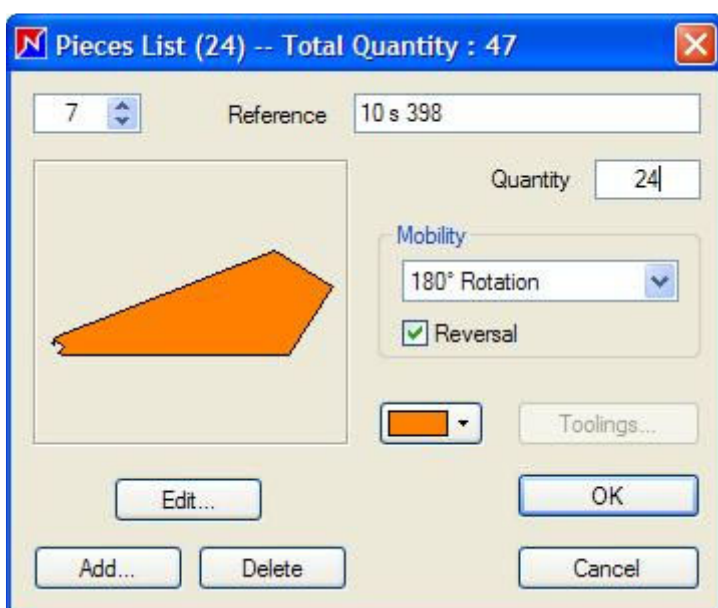 Pieces List (24) -- Total Quantity : 47
7
Reference
10 s 398
Quantity
24
Mobility
180° Rotation
Reversal
Toolings...
Edit...
OK
Add...
Delete
Cancel